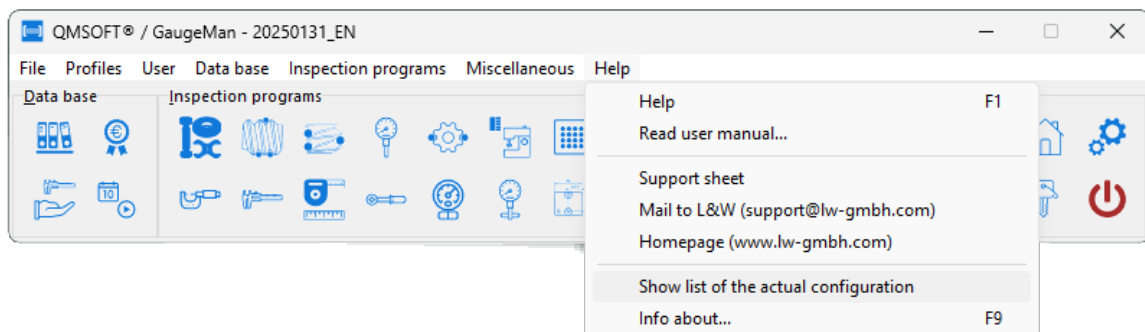 QMSOFT® / GaugeMan - 20250131_EN
File Profiles User Data base Inspection programs Miscellaneous Help
Data base Inspection programs
Help F1
Read user manual...
Support sheet
Mail to L&W (support@lw-gmbh.com)
Homepage (www.lw-gmbh.com)
Show list of the actual configuration
Info about... F9
10